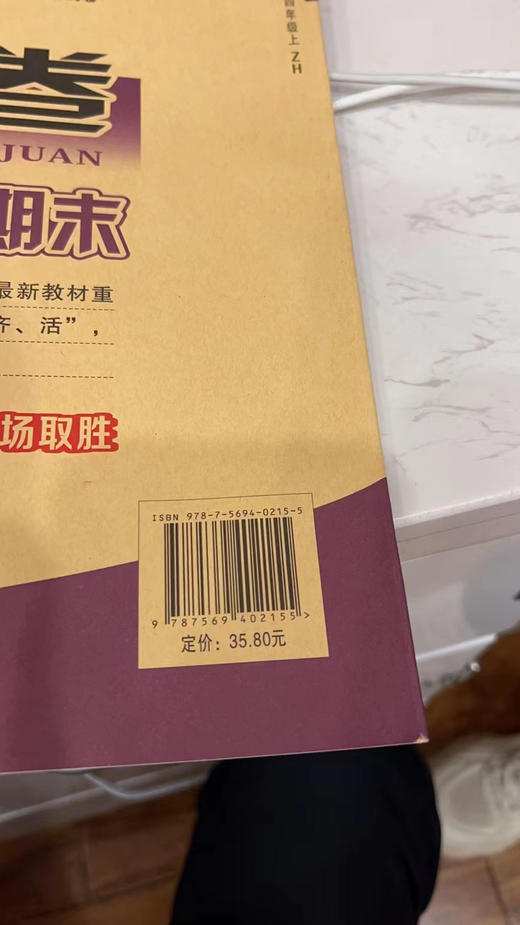 四年级上 ZH
卷
JUAN
期末
最新教材重
齐、活”，
场取胜
ISBN 978-7-5694-0215-5
9 787569 402155 >
定价：35.80元